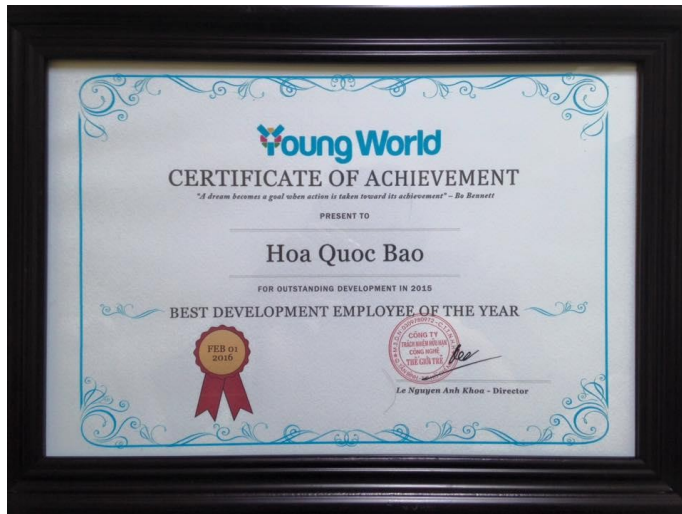 Young World
CERTIFICATE OF ACHIEVEMENT
"A dream becomes a goal when action is taken toward its achievement" – Bo Bennett
PRESENT TO
Hoa Quoc Bao
FOR OUTSTANDING DEVELOPMENT IN 2015
BEST DEVELOPMENT EMPLOYEE OF THE YEAR
FEB 01
2016
CÔNG TY
TRÁCH NHIỆM HỮU HẠN
CÔNG NGHỆ
THẾ GIỚI TRẺ
Le Nguyen Anh Khoa - Director